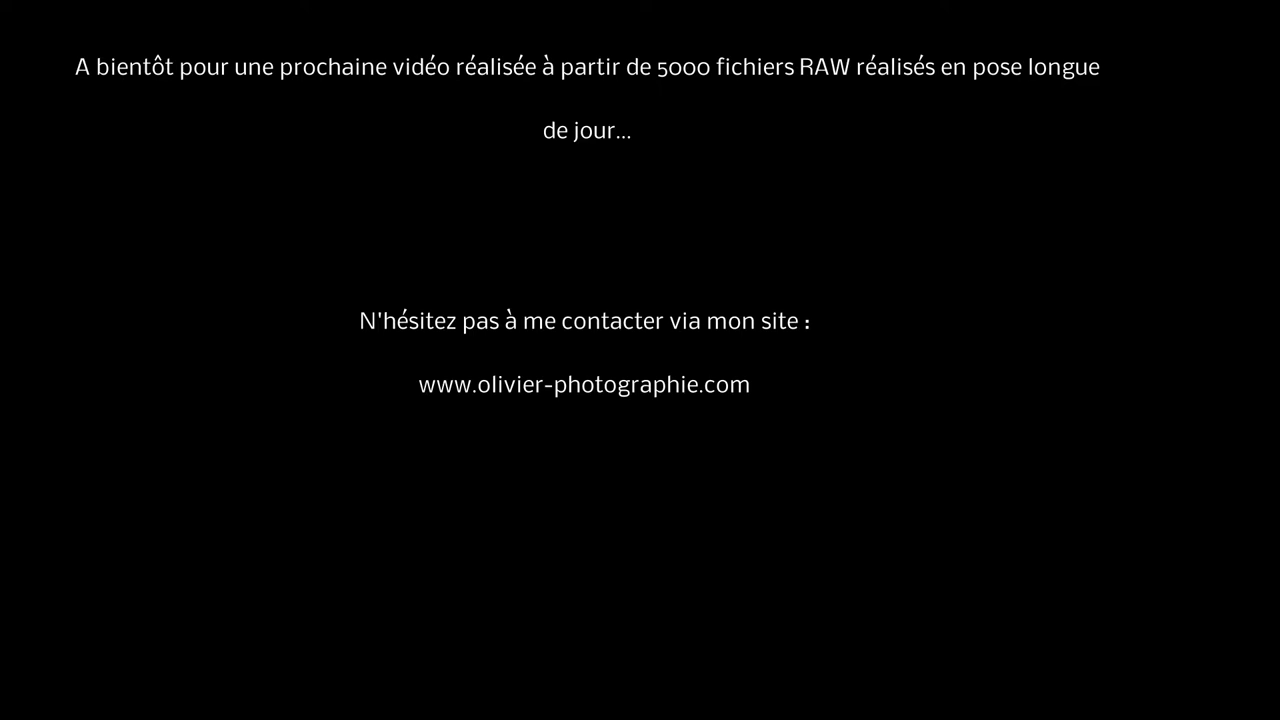 A bientôt pour une prochaine vidéo réalisée à partir de 5000 fichiers RAW réalisés en pose longue
de jour...
N'hésitez pas à me contacter via mon site :
www.olivier-photographie.com